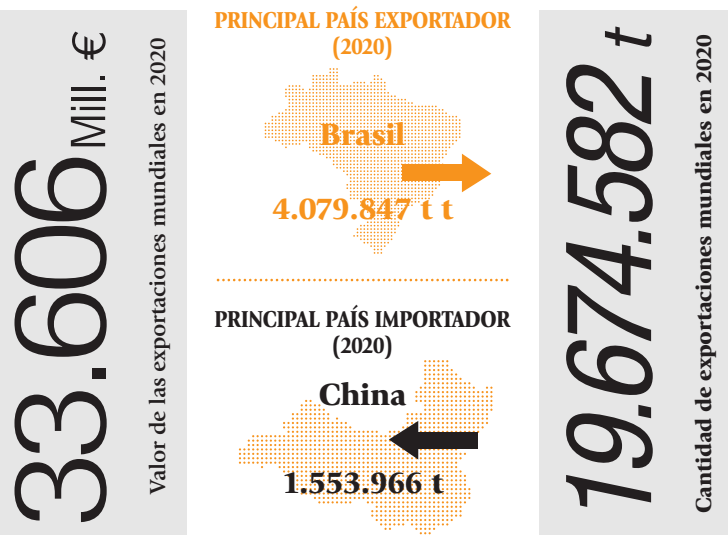 33.606 Mill. €
Valor de las exportaciones mundiales en 2020
PRINCIPAL PAÍS EXPORTADOR
(2020)
Brasil
4.079.847 t t
PRINCIPAL PAÍS IMPORTADOR
(2020)
China
1.553.966 t
19.674.582 t
Cantidad de exportaciones mundiales en 2020